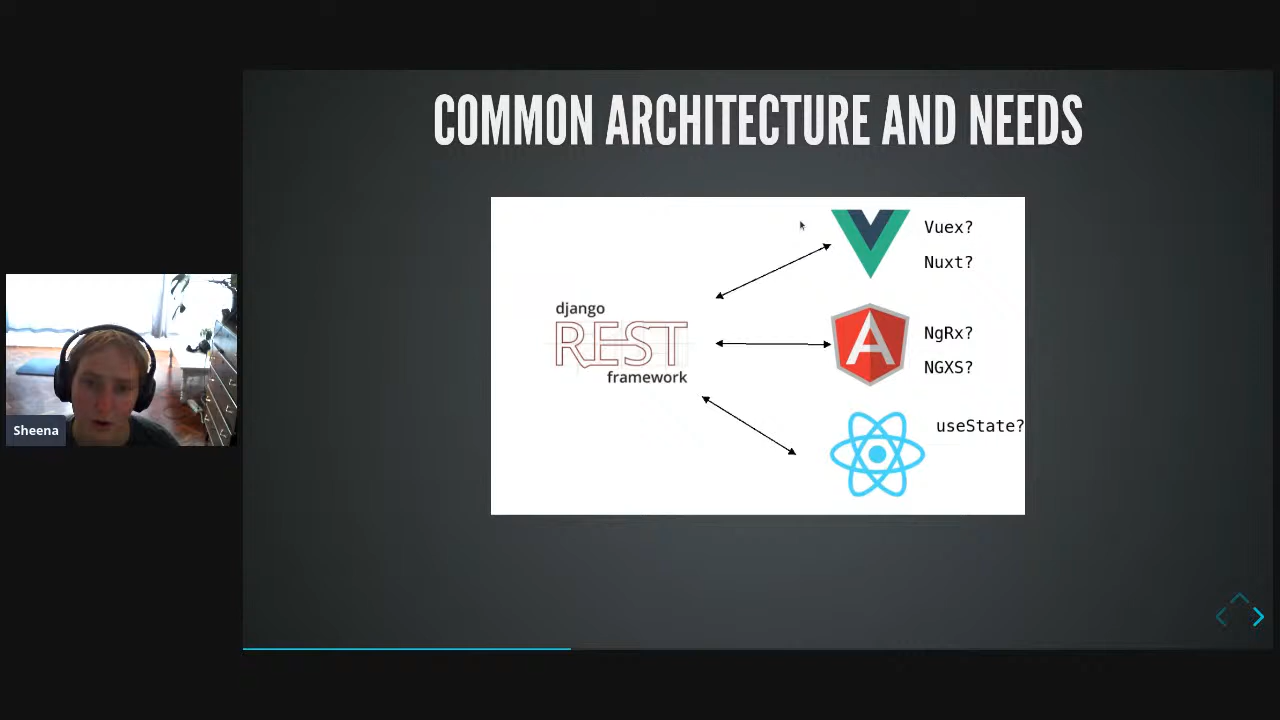 COMMON ARCHITECTURE AND NEEDS
Vuex?
Nuxt?
django
REST
framework
NgRx?
NGXS?
useState?
Sheena